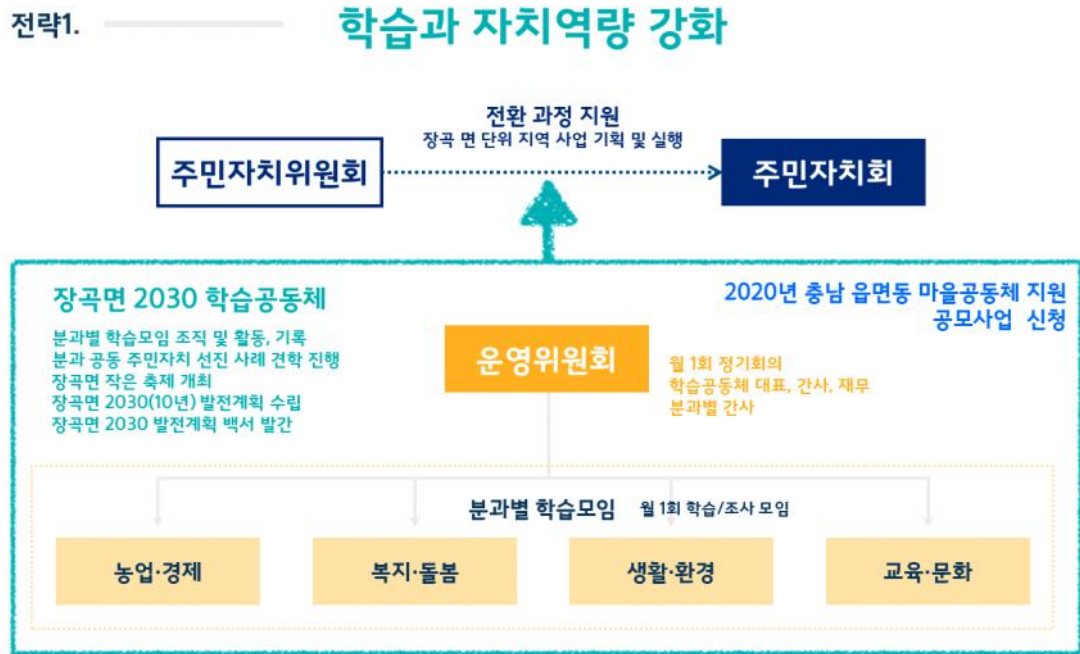 전략1.
학습과 자치역량 강화
전환 과정 지원
장곡 면 단위 지역 사업 기획 및 실행
주민자치위원회
주민자치회
장곡면 2030 학습공동체
분과별 학습모임 조직 및 활동, 기록
분과 공동 주민자치 선진 사례 견학 진행
장곡면 작은 축제 개최
장곡면 2030(10년) 발전계획 수립
장곡면 2030 발전계획 백서 발간
2020년 충남 읍면동 마을공동체 지원
공모사업 신청
운영위원회
월 1회 정기회의
학습공동체 대표, 간사, 재무
분과별 간사
분과별 학습모임 월 1회 학습/조사 모임
농업·경제
복지·돌봄
생활·환경
교육·문화